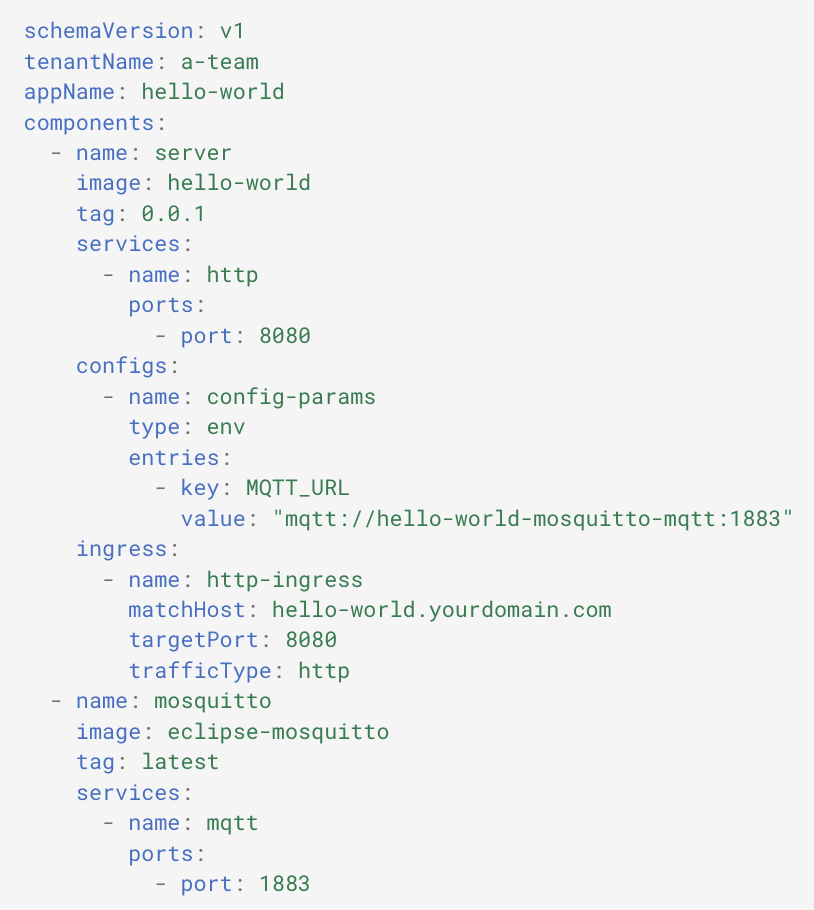 schemaVersion: v1
tenantName: a-team
appName: hello-world
components:
  - name: server
    image: hello-world
    tag: 0.0.1
    services:
      - name: http
        ports:
          - port: 8080
    configs:
      - name: config-params
        type: env
        entries:
          - key: MQTT_URL
            value: "mqtt://hello-world-mosquitto-mqtt:1883"
    ingress:
      - name: http-ingress
        matchHost: hello-world.yourdomain.com
        targetPort: 8080
        trafficType: http
  - name: mosquitto
    image: eclipse-mosquitto
    tag: latest
    services:
      - name: mqtt
        ports:
          - port: 1883